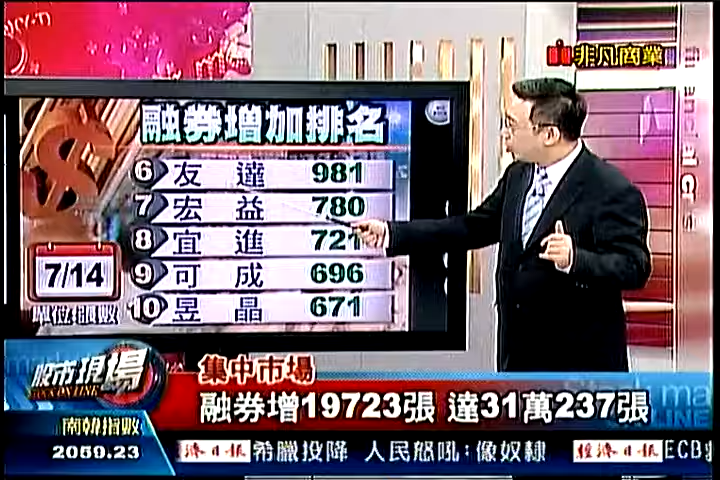 非凡商業
融券增加排名
6 友達 981
7 宏益 780
8 宜進 721
9 可成 696
10 昱晶 671
7/14
單位:張數
股市現場
集中市場
融券增19723張 達31萬237張
南韓指數
2059.23
經濟日報 希臘投降 人民怒吼:像奴隸 經濟日報 ECB